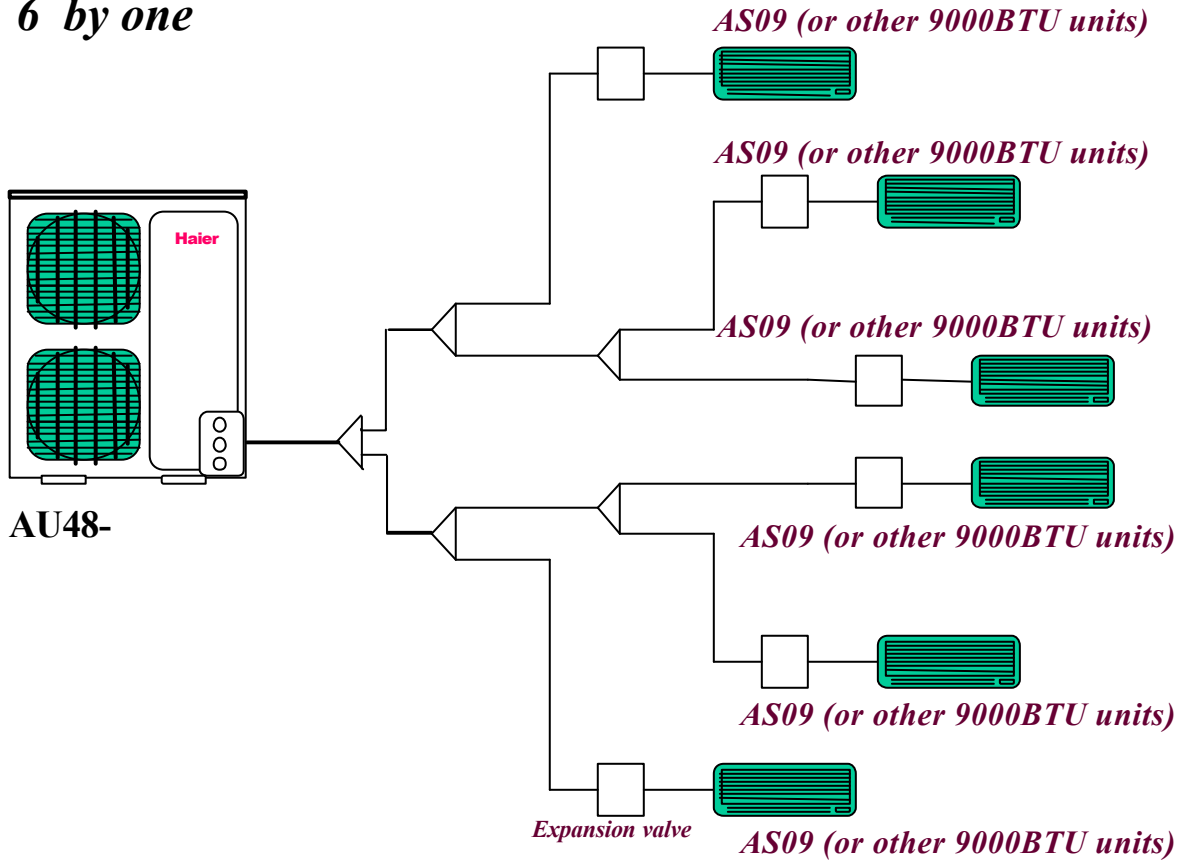 6 by one
AS09 (or other 9000BTU units)
AS09 (or other 9000BTU units)
Haier
AS09 (or other 9000BTU units)
AU48-
AS09 (or other 9000BTU units)
AS09 (or other 9000BTU units)
Expansion valve
AS09 (or other 9000BTU units)